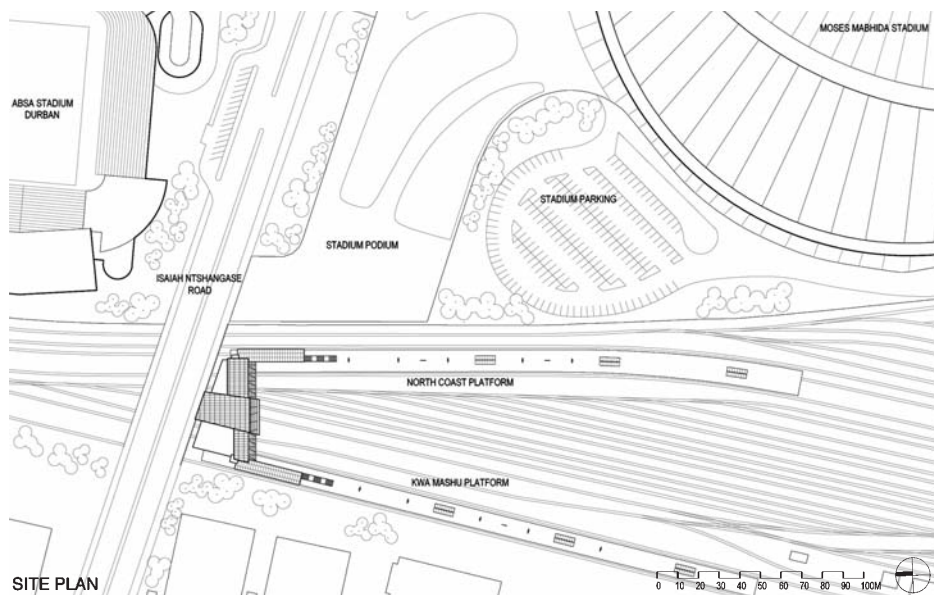 MOSES MABHIDA STADIUM
ABSA STADIUM
DURBAN
STADIUM PARKING
STADIUM PODIUM
ISAIAH NTSHANGASE
ROAD
NORTH COAST PLATFORM
KWA MASHU PLATFORM
SITE PLAN
0 10 20 30 40 50 60 70 80 90 100M